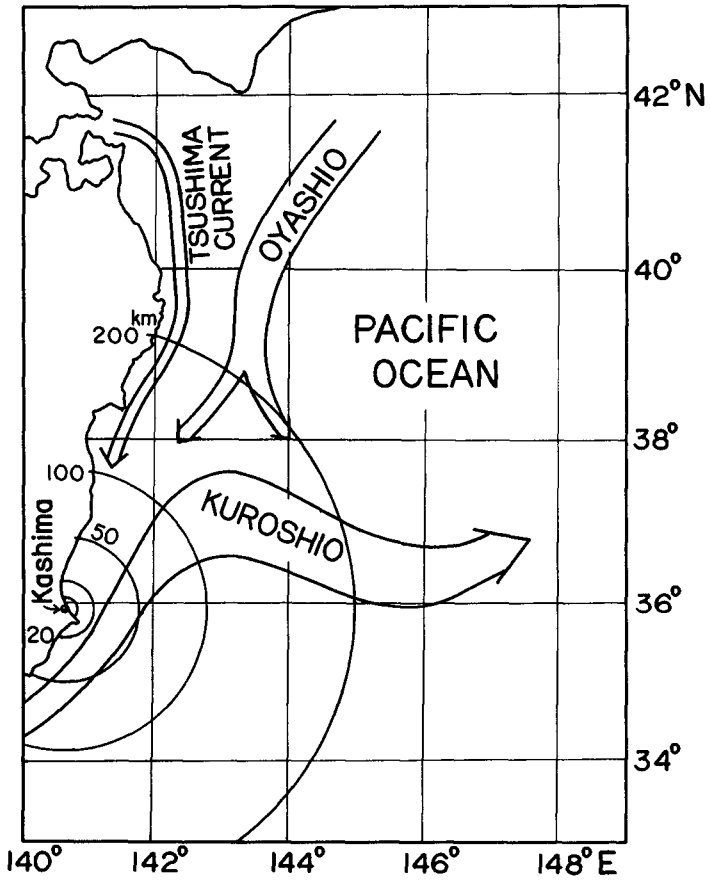 42°N
TSUSHIMA
CURRENT
OYASHIO
40°
km
200
PACIFIC
OCEAN
38°
100
KUROSHIO
50
Kashima
36°
20
34°
140° 142° 144° 146° 148°E